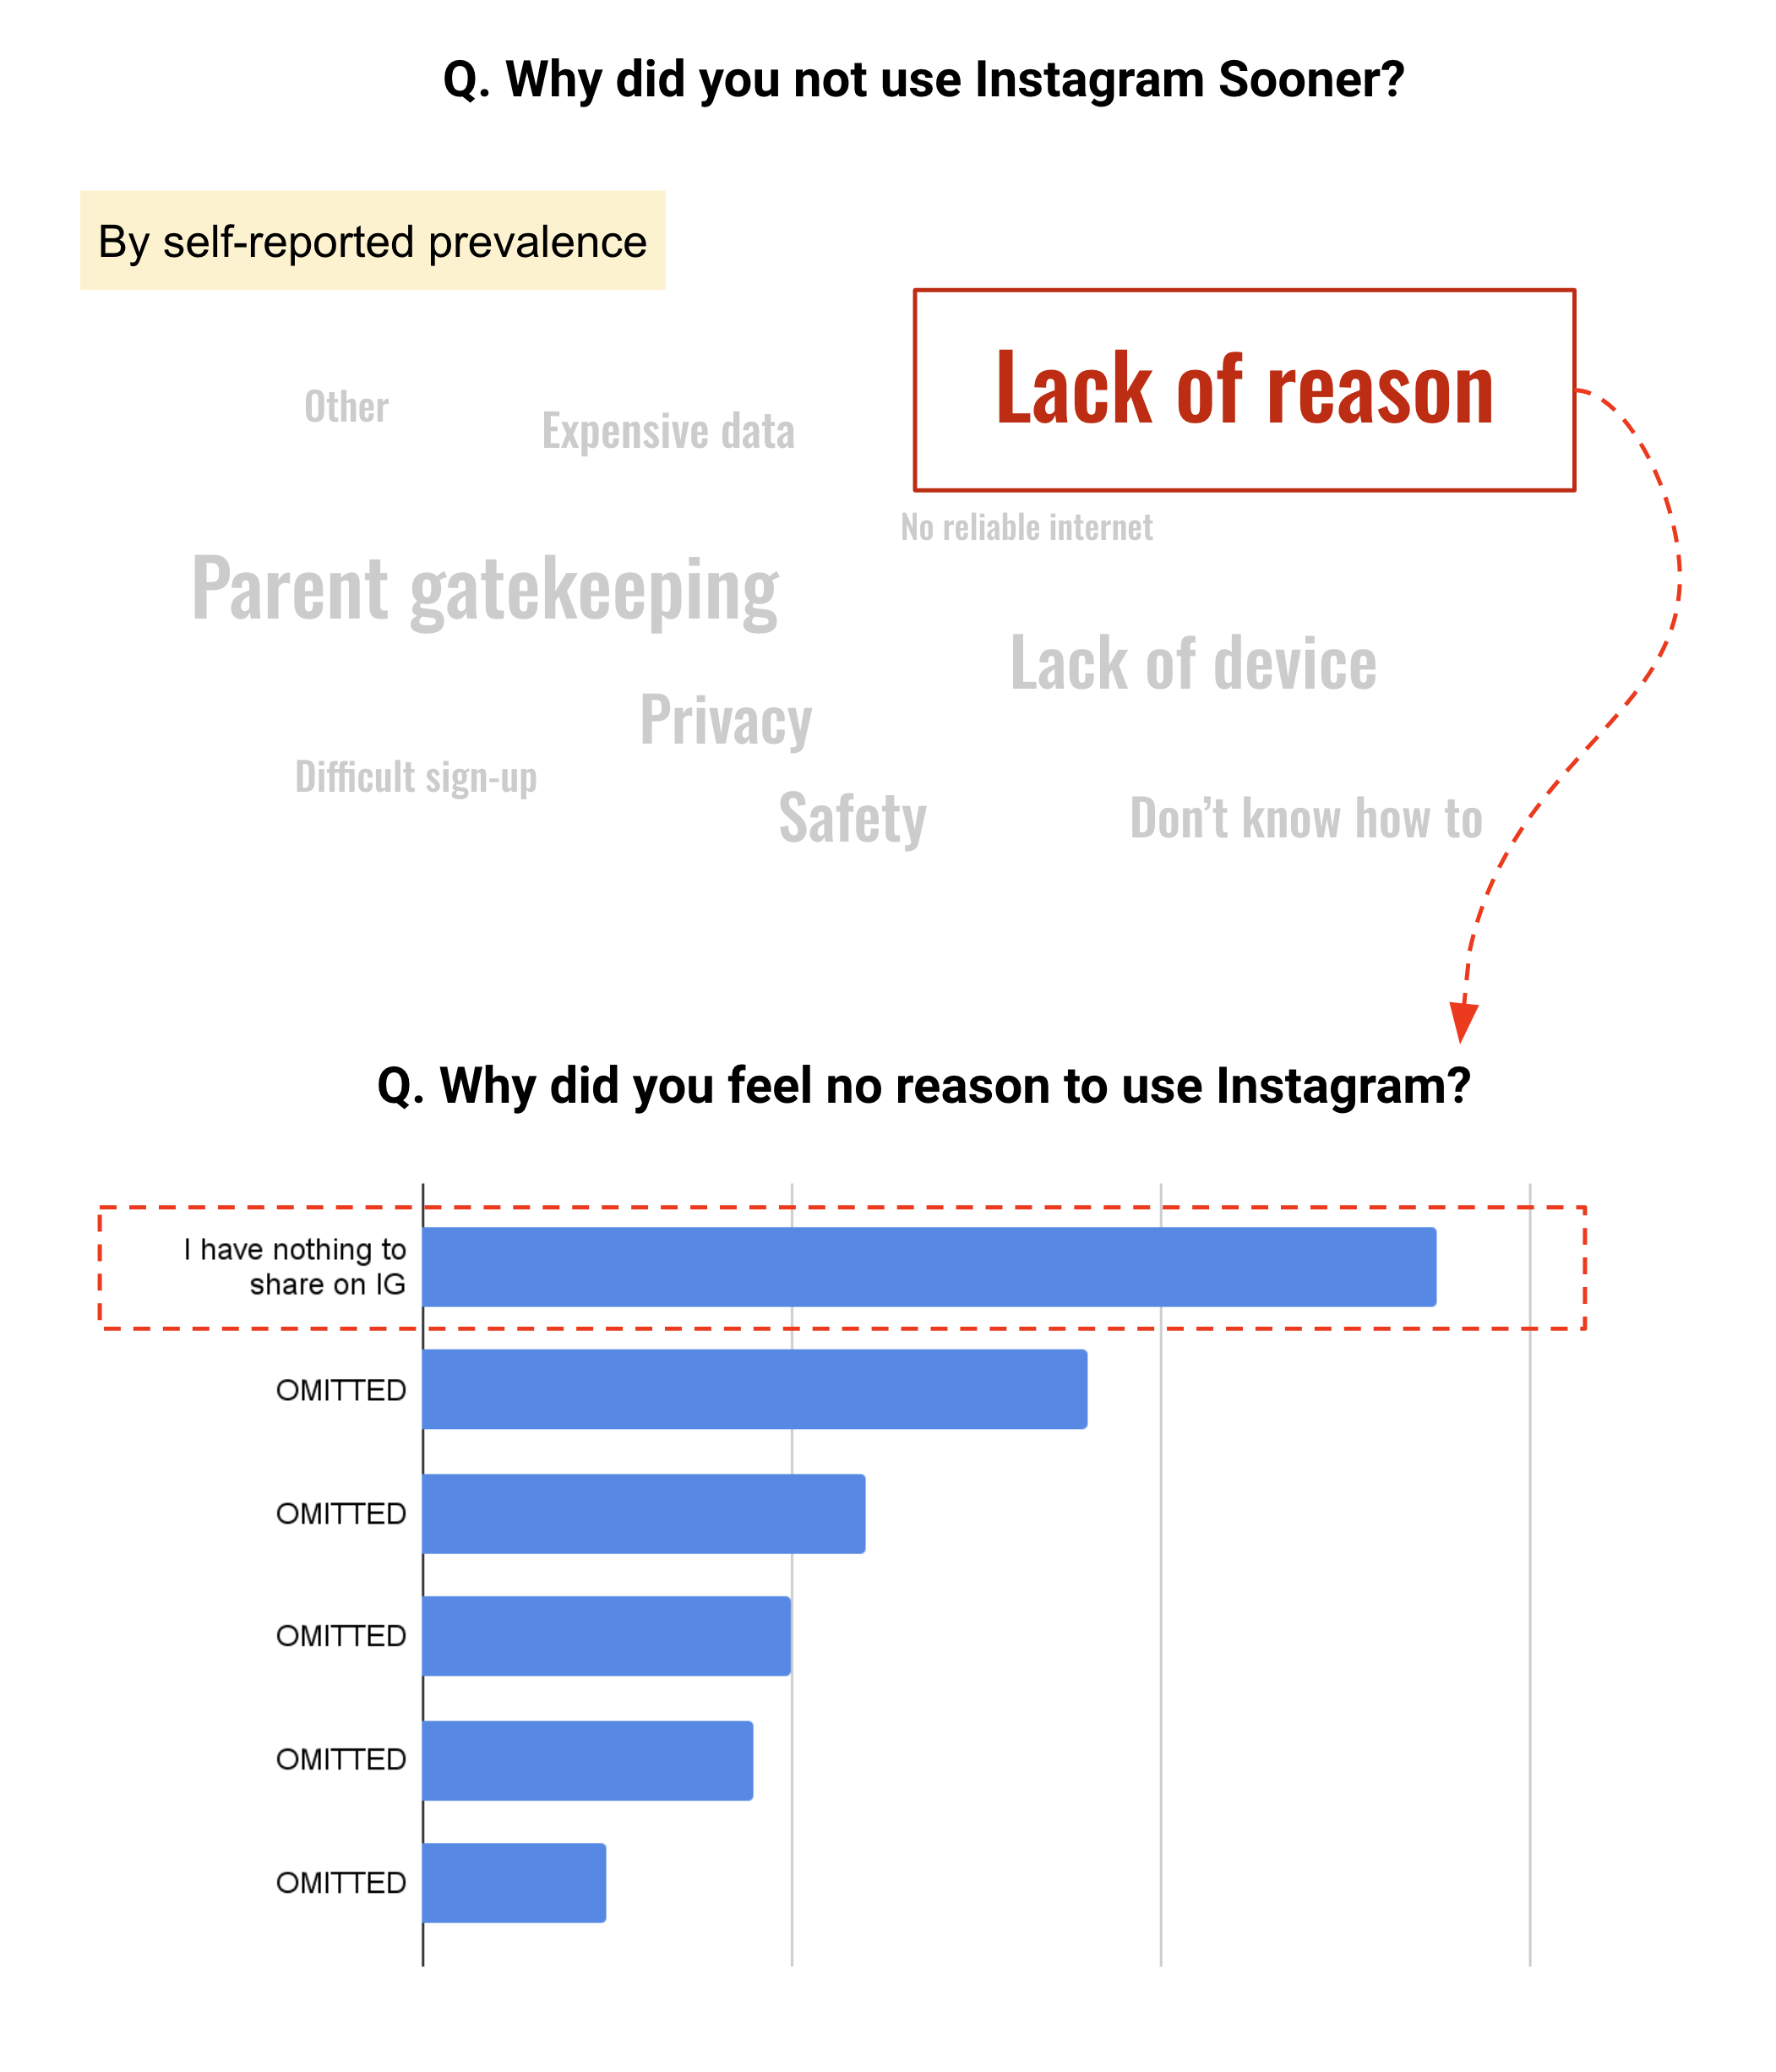 Q. Why did you not use Instagram Sooner?
By self-reported prevalence
Lack of reason
Other
Expensive data
No reliable internet
Parent gatekeeping
Lack of device
Privacy
Difficult sign-up
Safety
Don’t know how to
Q. Why did you feel no reason to use Instagram?
I have nothing to
share on IG
OMITTED
OMITTED
OMITTED
OMITTED
OMITTED